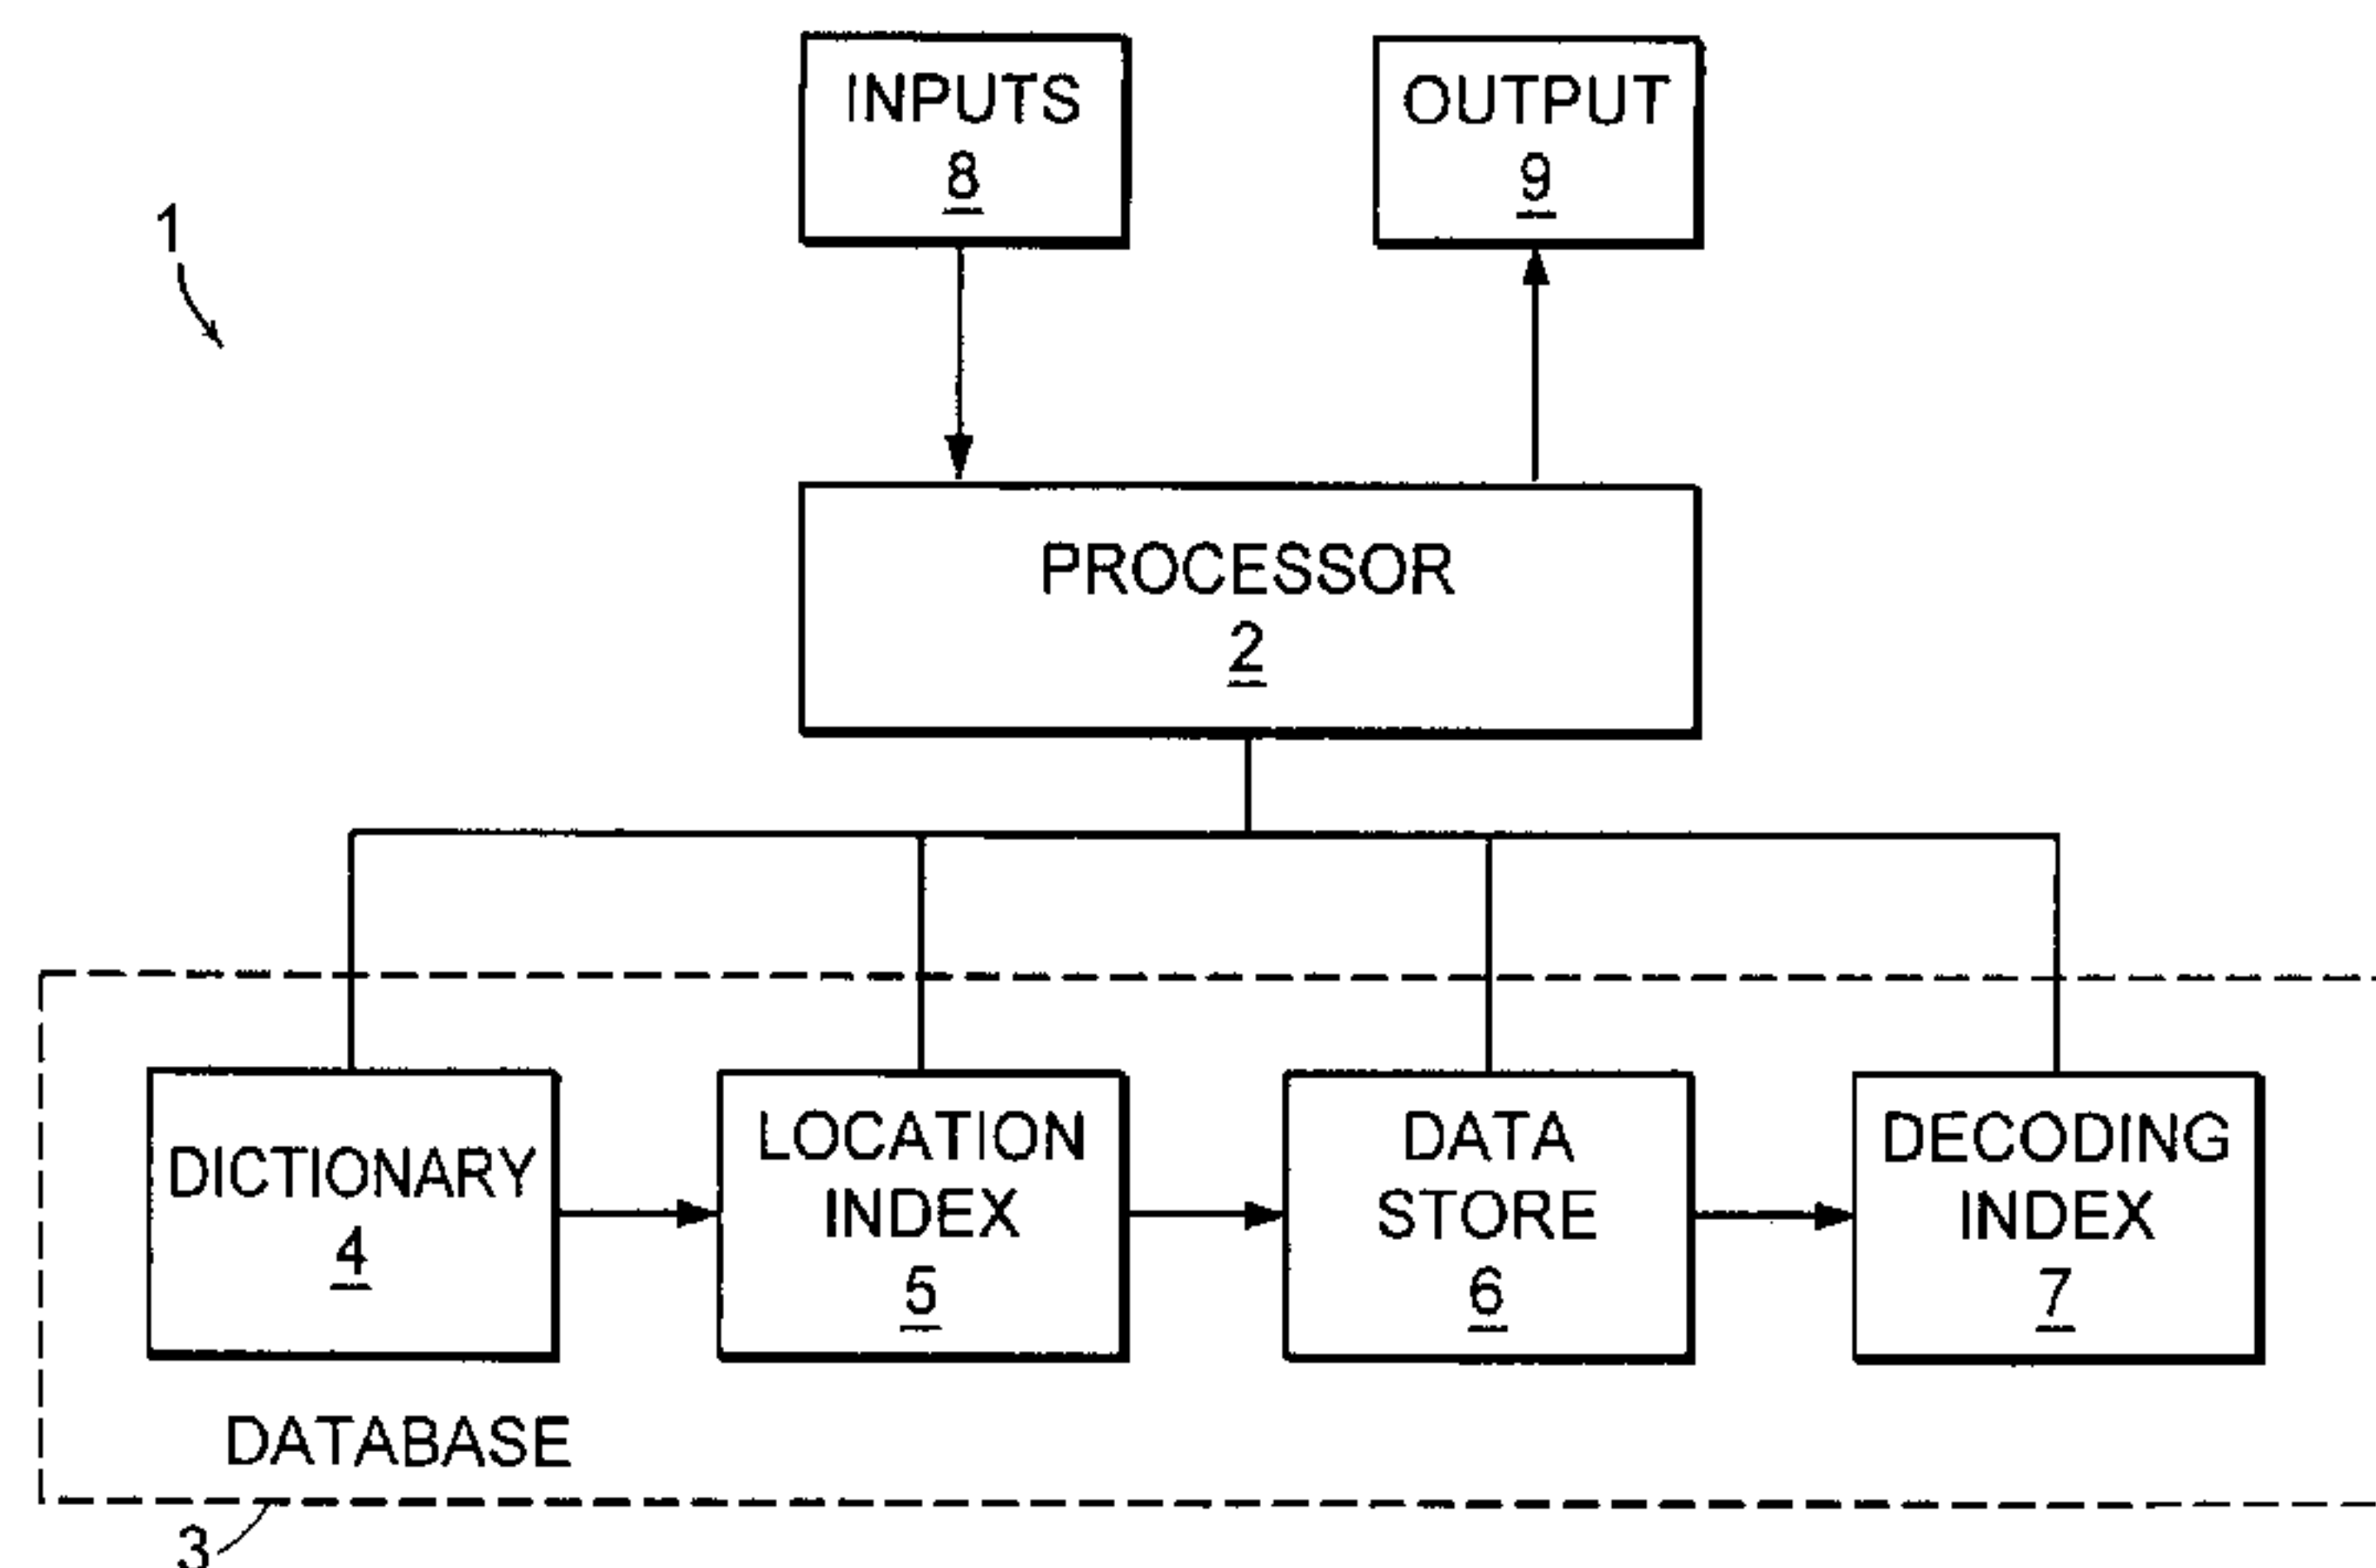 INPUTS
8
OUTPUT
9
1
PROCESSOR
2
DICTIONARY
4
LOCATION
INDEX
5
DATA
STORE
6
DECODING
INDEX
7
DATABASE
3